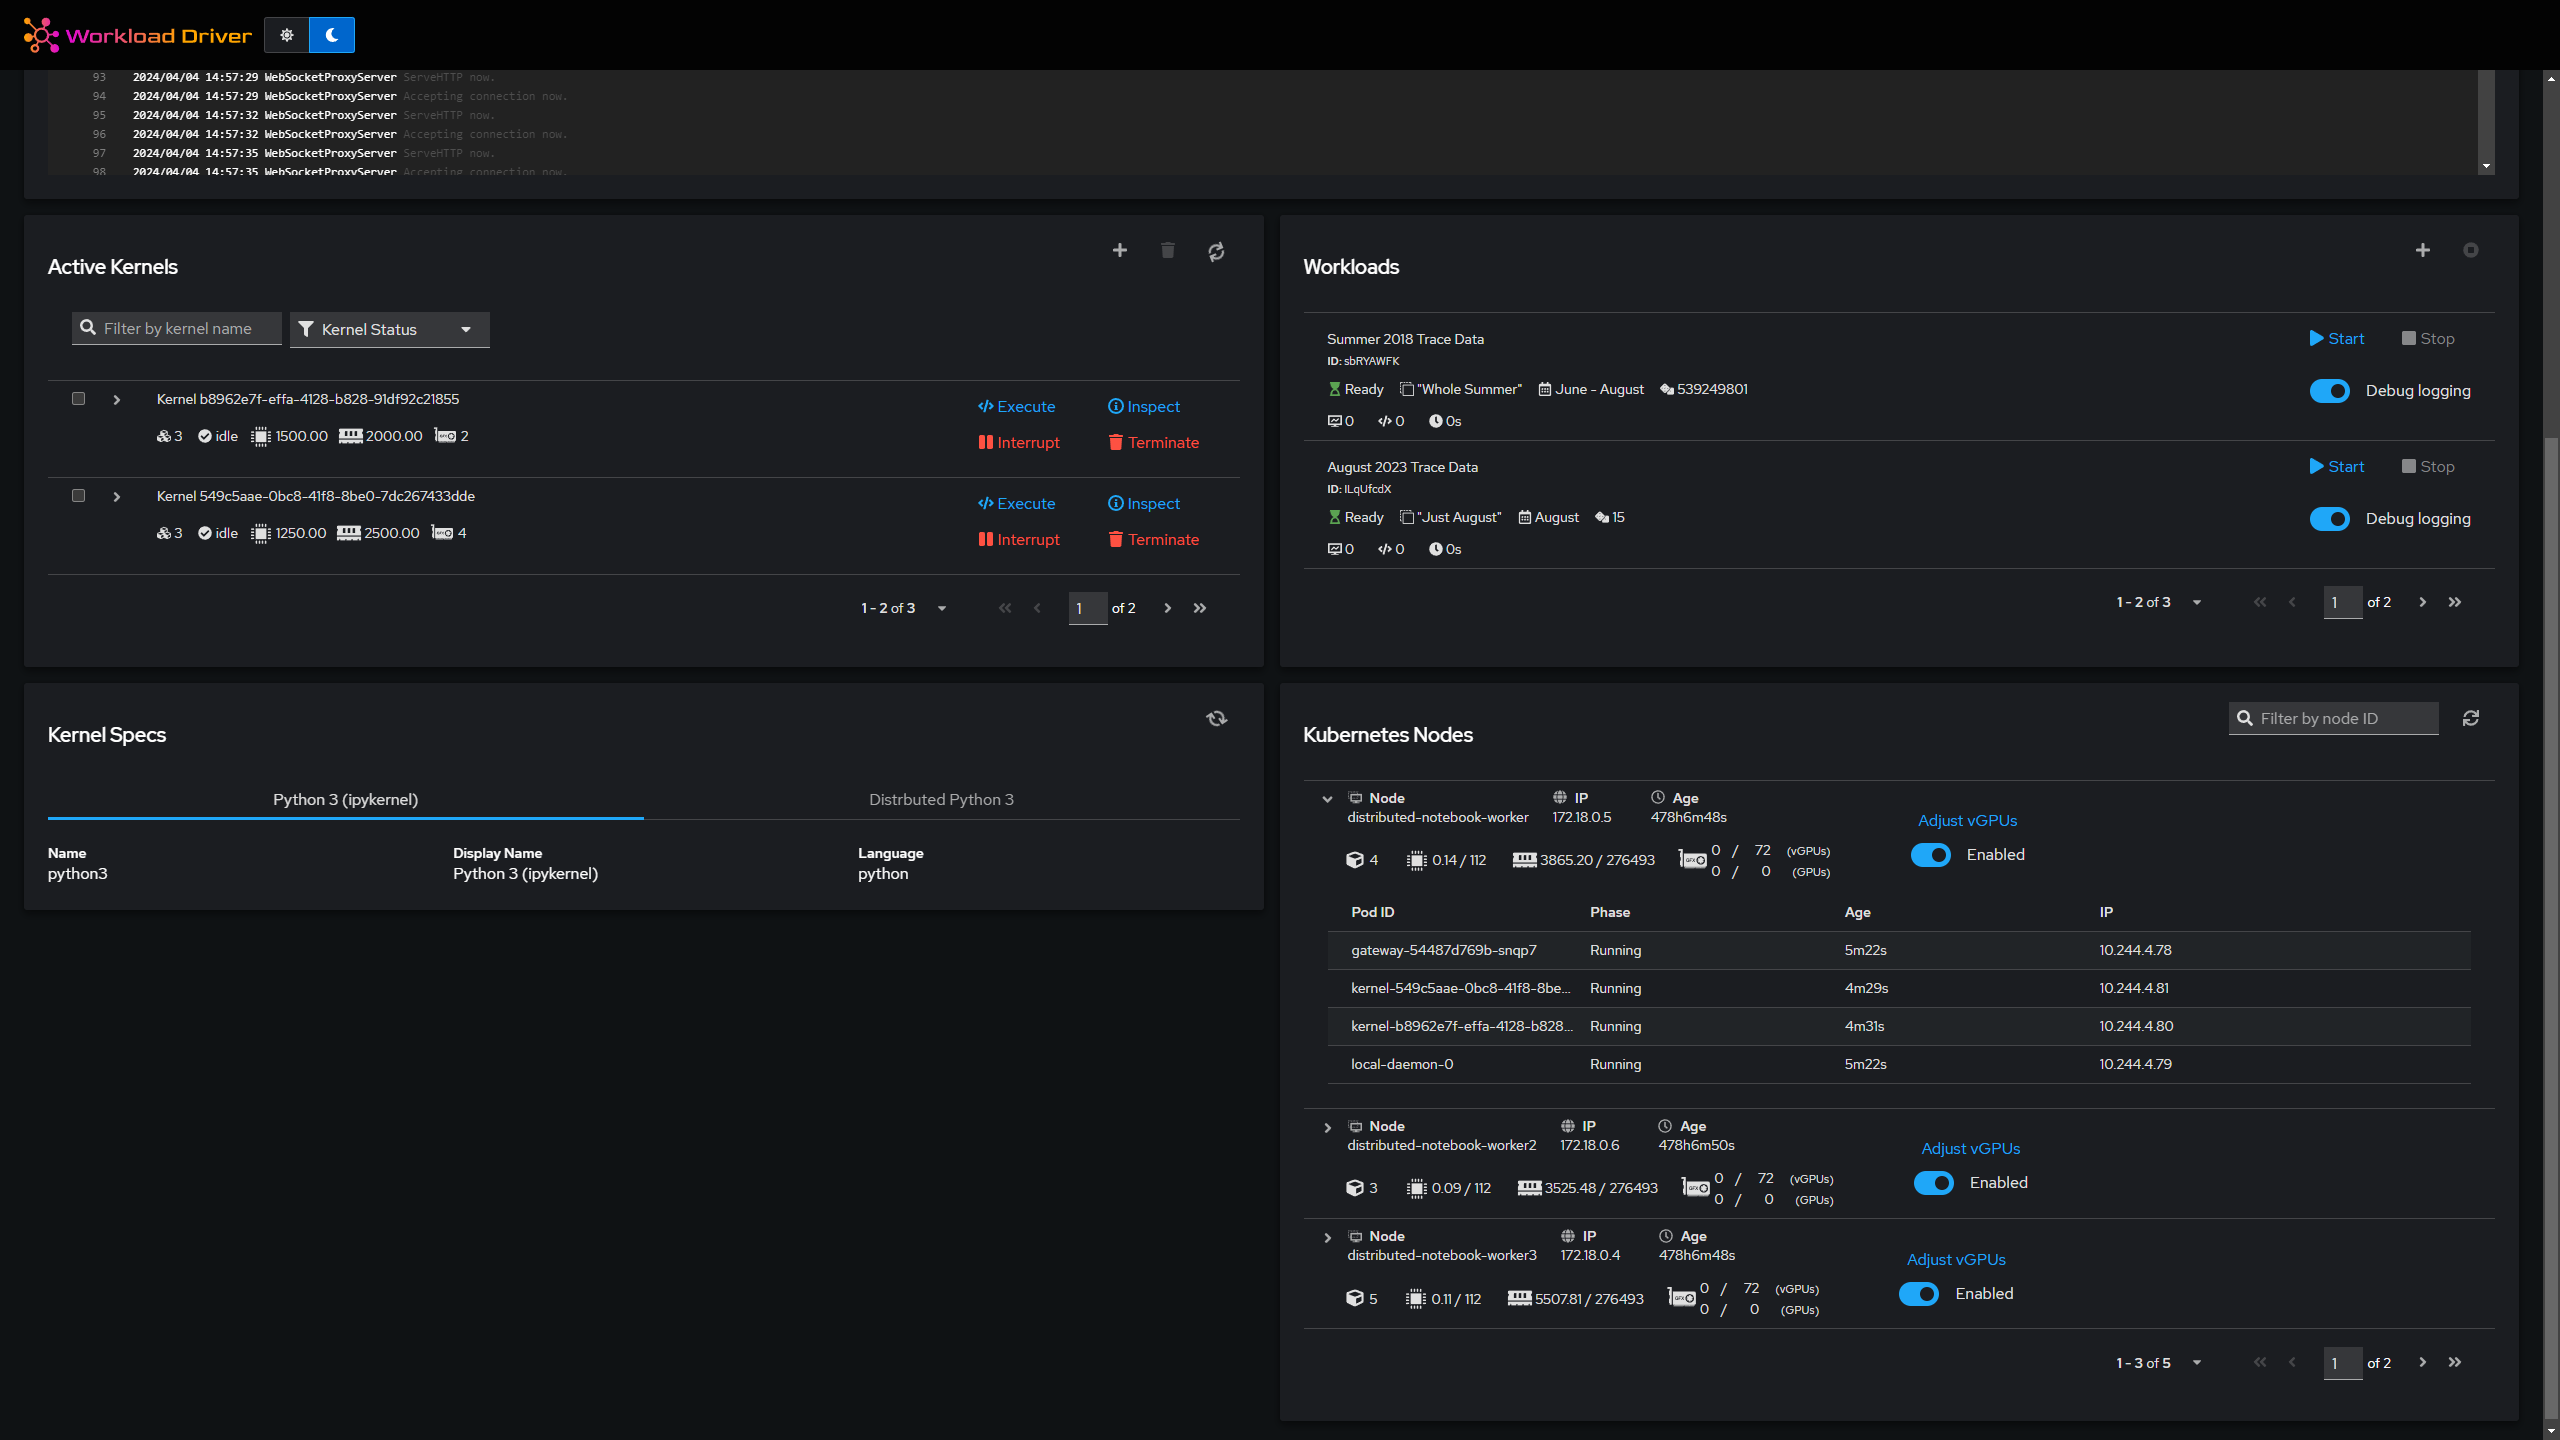 Workload Driver
93 2024/04/04 14:57:29 WebSocketProxyServer ServeHTTP now.
94 2024/04/04 14:57:29 WebSocketProxyServer Accepting connection now.
95 2024/04/04 14:57:32 WebSocketProxyServer ServeHTTP now.
96 2024/04/04 14:57:32 WebSocketProxyServer Accepting connection now.
97 2024/04/04 14:57:35 WebSocketProxyServer ServeHTTP now.
98 2024/04/04 14:57:35 WebSocketProxyServer Accepting connection now.
Active Kernels
Filter by kernel name Kernel Status
Kernel b8962e7f-effa-4128-b828-91df92c21855
Execute Inspect
3 idle 1500.00 2000.00 2
Interrupt Terminate
Kernel 549c5aae-0bc8-41f8-8be0-7dc267433dde
Execute Inspect
3 idle 1250.00 2500.00 4
Interrupt Terminate
1 - 2 of 3 1 of 2
Workloads
Summer 2018 Trace Data Start Stop
ID: sbRYAWFK
Ready "Whole Summer" June - August 539249801 Debug logging
0 0 0s
August 2023 Trace Data Start Stop
ID: ILqUfcdX
Ready "Just August" August 15 Debug logging
0 0 0s
1 - 2 of 3 1 of 2
Kernel Specs
Python 3 (ipykernel) Distrbuted Python 3
Name Display Name Language
python3 Python 3 (ipykernel) python
Kubernetes Nodes Filter by node ID
Node IP Age
distributed-notebook-worker 172.18.0.5 478h6m48s Adjust vGPUs
4 0.14 / 112 3865.20 / 276493 GFX 0 / 72 (vGPUs) Enabled
0 / 0 (GPUs)
Pod ID Phase Age IP
gateway-54487d769b-snqp7 Running 5m22s 10.244.4.78
kernel-549c5aae-0bc8-41f8-8be... Running 4m29s 10.244.4.81
kernel-b8962e7f-effa-4128-b828... Running 4m31s 10.244.4.80
local-daemon-0 Running 5m22s 10.244.4.79
Node IP Age
distributed-notebook-worker2 172.18.0.6 478h6m50s Adjust vGPUs
3 0.09 / 112 3525.48 / 276493 GFX 0 / 72 (vGPUs) Enabled
0 / 0 (GPUs)
Node IP Age
distributed-notebook-worker3 172.18.0.4 478h6m48s Adjust vGPUs
5 0.11 / 112 5507.81 / 276493 GFX 0 / 72 (vGPUs) Enabled
0 / 0 (GPUs)
1 - 3 of 5 1 of 2